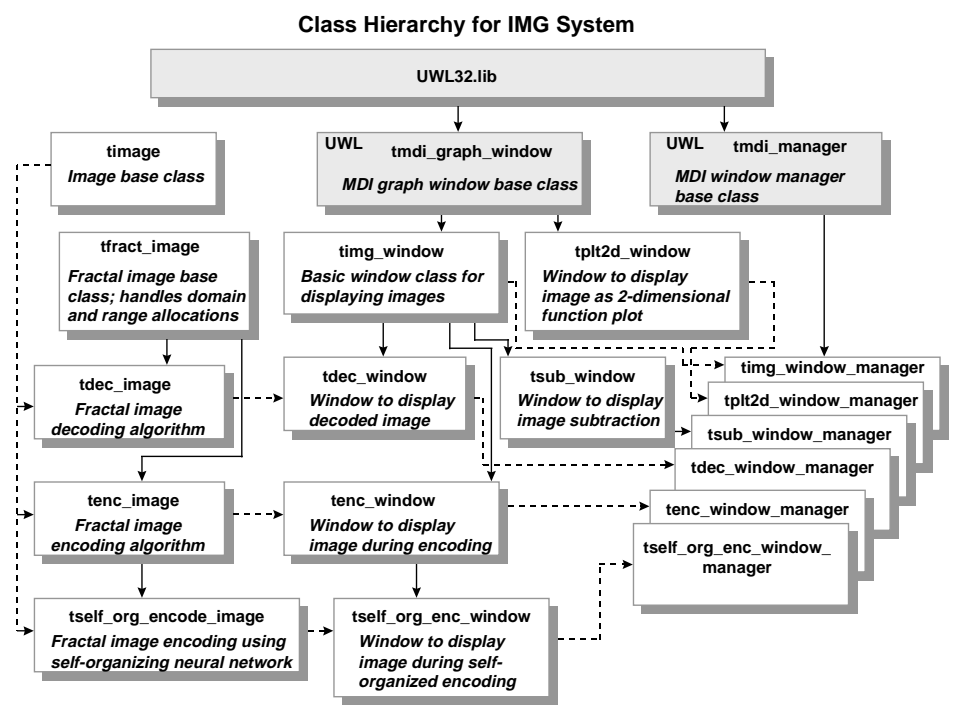 Class Hierarchy for IMG System
UWL32.lib
timage
Image base class
UWL
tmdi_graph_window
MDI graph window base class
UWL
tmdi_manager
MDI window manager
base class
tfract_image
Fractal image base
class; handles domain
and range allocations
timg_window
Basic window class for
displaying images
tplt2d_window
Window to display
image as 2-dimensional
function plot
tdec_image
Fractal image
decoding algorithm
tdec_window
Window to display
decoded image
tsub_window
Window to display
image subtraction
timg_window_manager
tplt2d_window_manager
tsub_window_manager
tdec_window_manager
tenc_window_manager
tself_org_enc_window_
manager
tenc_image
Fractal image
encoding algorithm
tenc_window
Window to display
image during encoding
tself_org_encode_image
Fractal image encoding using
self-organizing neural network
tself_org_enc_window
Window to display
image during self-
organized encoding